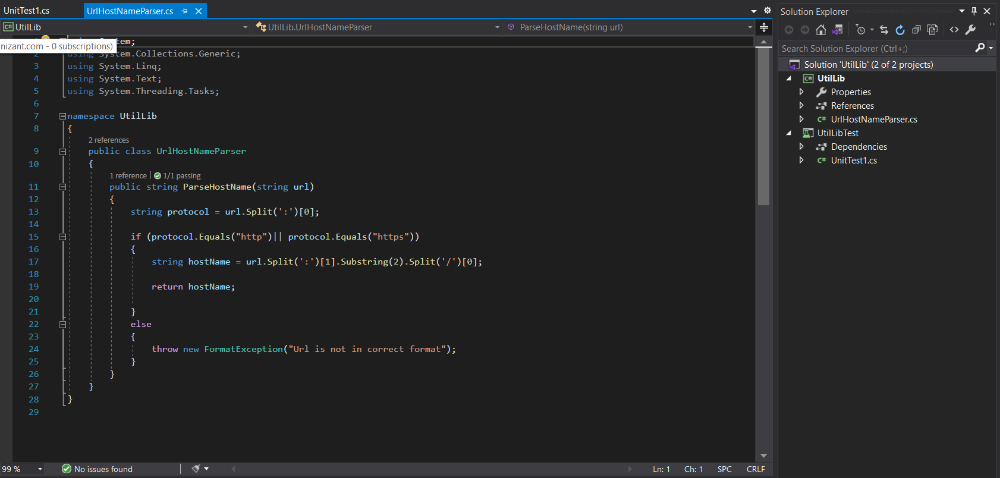 UnitTest1.cs
UrlHostNameParser.cs
UtilLib
UtilLib.UrlHostNameParser
ParseHostName(string url)
nizant.com - 0 subscriptions)
tem;
2 using System.Collections.Generic;
3 using System.Linq;
4 using System.Text;
5 using System.Threading.Tasks;
6
7 namespace UtilLib
8 {
2 references
9 public class UrlHostNameParser
10 {
1 reference | 1/1 passing
11 public string ParseHostName(string url)
12 {
13 string protocol = url.Split(':')[0];
14
15 if (protocol.Equals("http")|| protocol.Equals("https"))
16 {
17 string hostName = url.Split(':')[1].Substring(2).Split('/')[0];
18
19 return hostName;
20
21 }
22 else
23 {
24 throw new FormatException("Url is not in correct format");
25 }
26 }
27 }
28 }
29
99 %
No issues found
Ln: 1
Ch: 1
SPC
CRLF
Solution Explorer
Search Solution Explorer (Ctrl+;)
Solution 'UtilLib' (2 of 2 projects)
C# UtilLib
Properties
References
C# UrlHostNameParser.cs
UtilLibTest
Dependencies
C# UnitTest1.cs